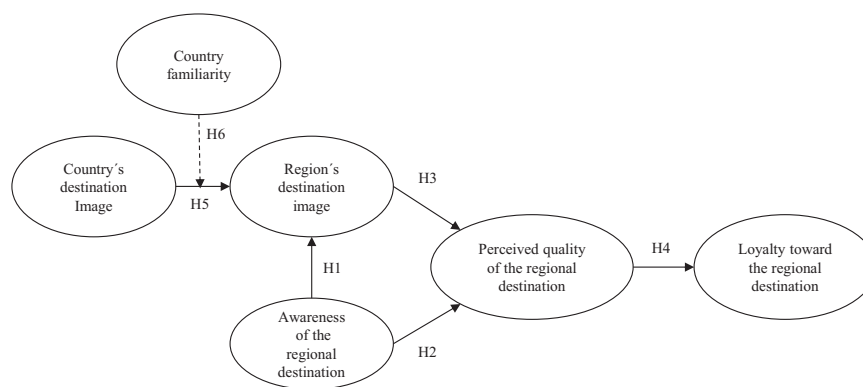 Country
familiarity
H6
Country´s
destination
Image
H5
Region´s
destination
image
H3
Perceived quality
of the regional
destination
H4
Loyalty toward
the regional
destination
H1
Awareness
of the
regional
destination
H2